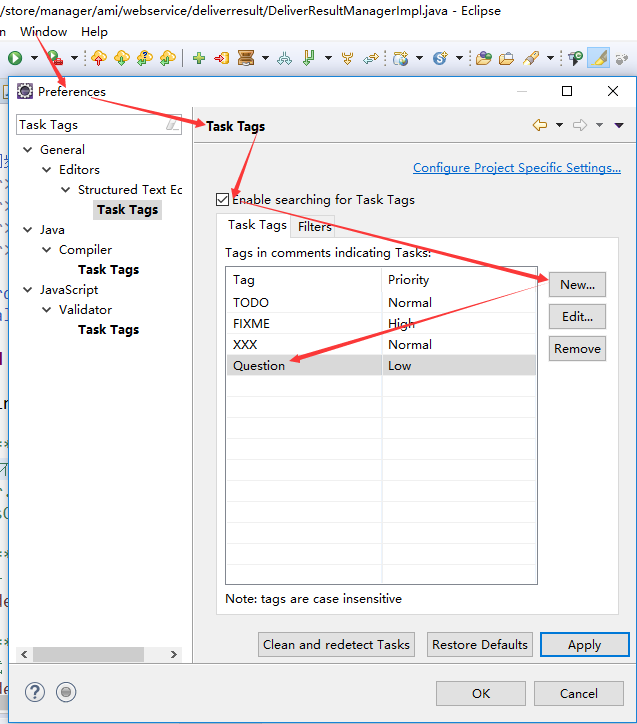 /store/manager/ami/webservice/deliverresult/DeliverResultManagerImpl.java - Eclipse
Window Help
Preferences
Task Tags
General
Editors
Structured Text Ec
Task Tags
Java
Compiler
Task Tags
JavaScript
Validator
Task Tags
Task Tags
Configure Project Specific Settings...
Enable searching for Task Tags
Task Tags Filters
Tags in comments indicating Tasks:
Tag Priority
TODO Normal
FIXME High
XXX Normal
Question Low
New...
Edit...
Remove
Note: tags are case insensitive
Clean and redetect Tasks Restore Defaults Apply
OK Cancel